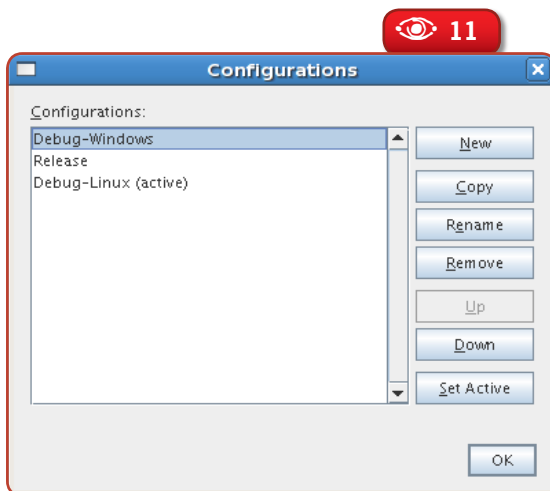 11
Configurations
Configurations:
Debug-Windows
Release
Debug-Linux (active)
New
Copy
Rename
Remove
Up
Down
Set Active
OK